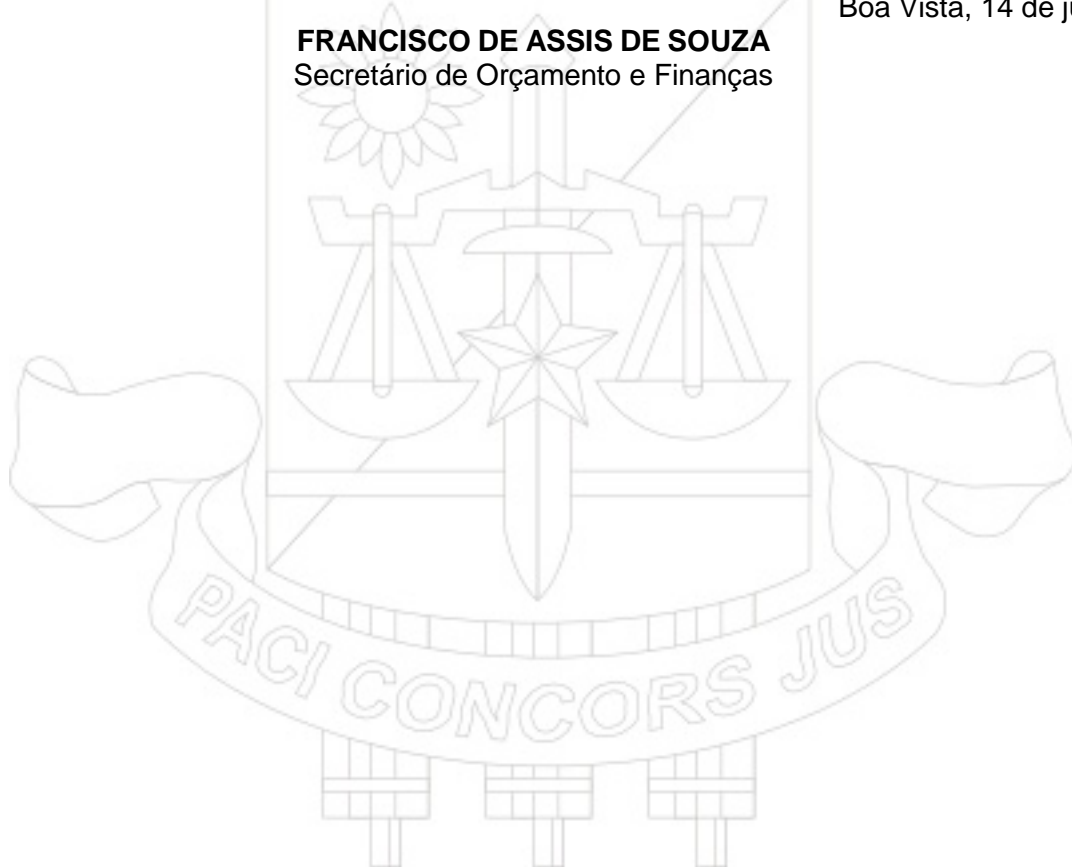 Boa Vista, 14 de
FRANCISCO DE ASSIS DE SOUZA
Secretário de Orçamento e Finanças
PACI CONCORS JUS